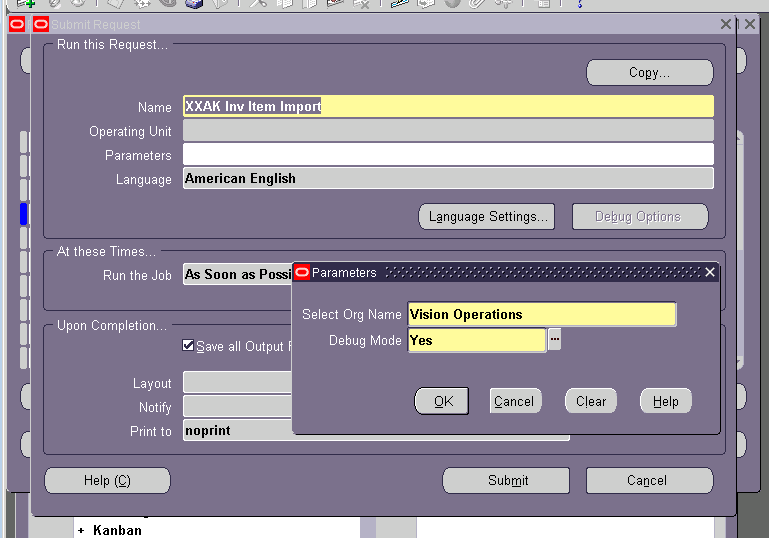 Submit Request
Run this Request...
Copy...
Name XXAK Inv Item Import
Operating Unit
Parameters
Language American English
Language Settings... Debug Options
At these Times...
Run the Job As Soon as Possi
Parameters
Select Org Name Vision Operations
Debug Mode Yes
OK Cancel Clear Help
Upon Completion...
Save all Output F
Layout
Notify
Print to noprint
Help (C) Submit Cancel
+ Kanban